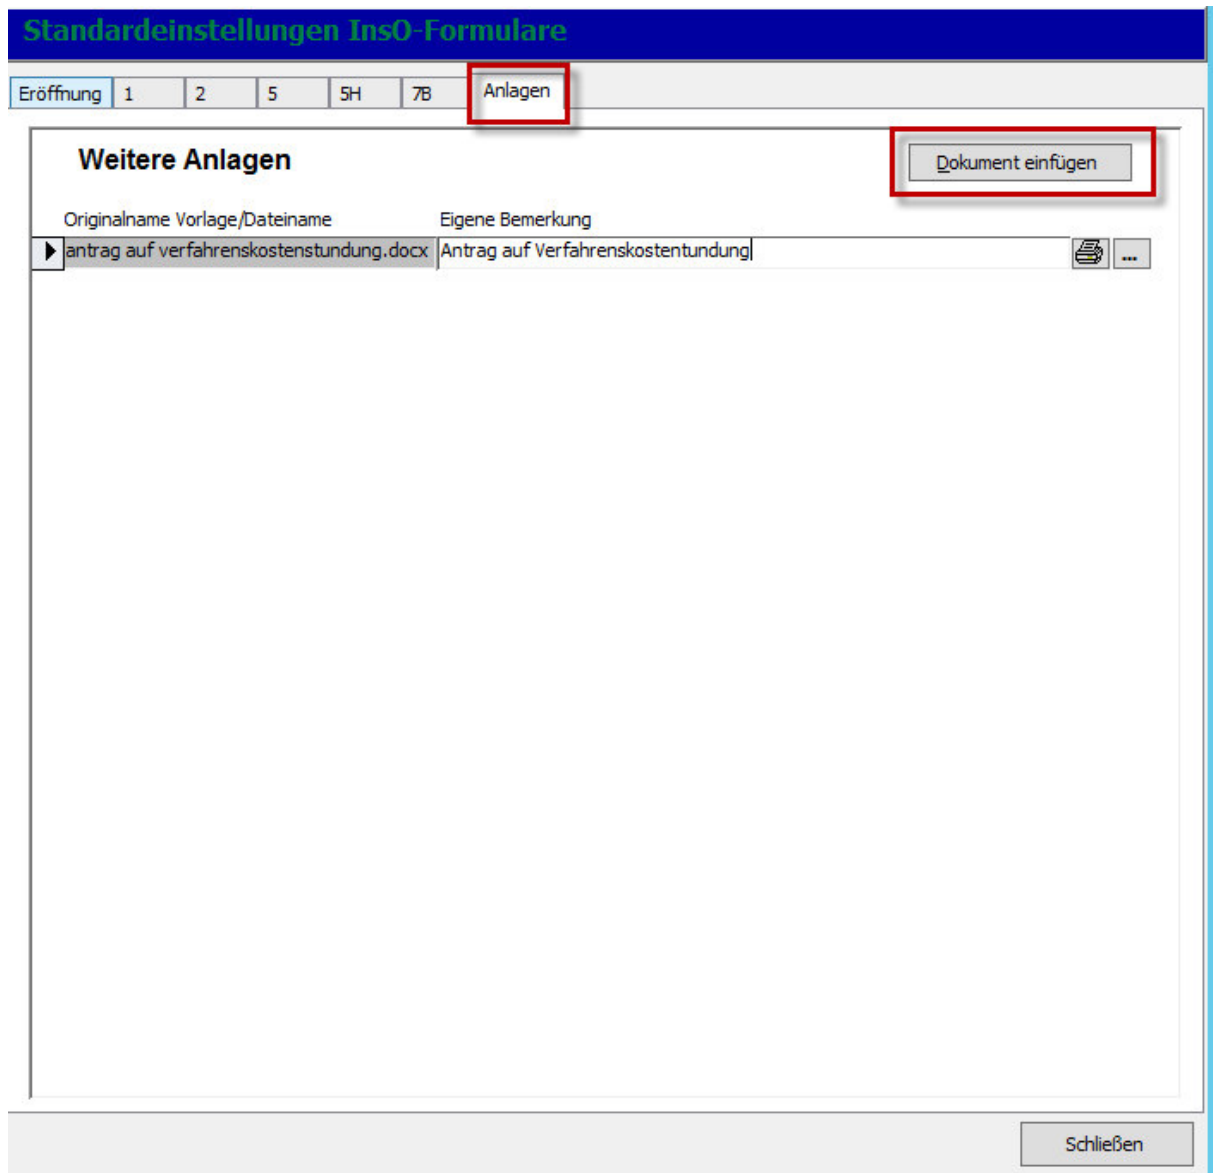 Standardeinstellungen InsO-Formulare
Eröffnung 1 2 5 5H 7B Anlagen
Weitere Anlagen Dokument einfügen
Originalname Vorlage/Dateiname Eigene Bemerkung
antrag auf verfahrenskostenstundung.docx Antrag auf Verfahrenskostentundung ...
Schließen